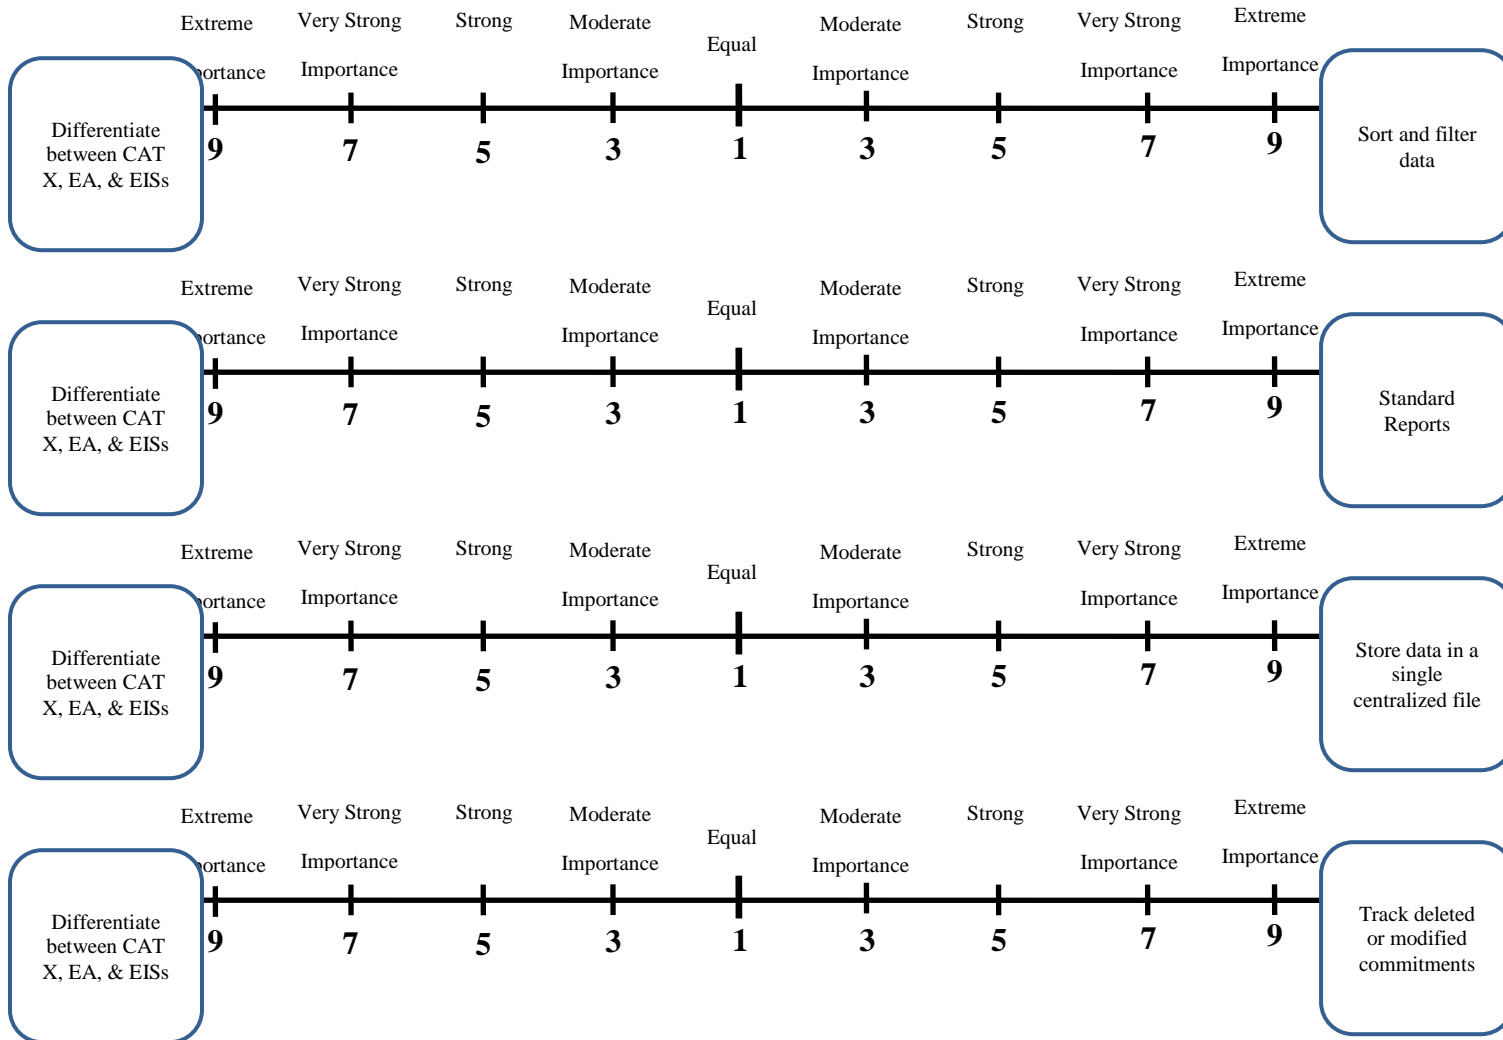 Extreme Very Strong Strong Moderate Equal Moderate Strong Very Strong Extreme
portance Importance Importance Importance Importance Importance
Differentiate
between CAT
X, EA, & EISs
9 7 5 3 1 3 5 7 9
Sort and filter
data
Extreme Very Strong Strong Moderate Equal Moderate Strong Very Strong Extreme
portance Importance Importance Importance Importance Importance
Differentiate
between CAT
X, EA, & EISs
9 7 5 3 1 3 5 7 9
Standard
Reports
Extreme Very Strong Strong Moderate Equal Moderate Strong Very Strong Extreme
portance Importance Importance Importance Importance Importance
Differentiate
between CAT
X, EA, & EISs
9 7 5 3 1 3 5 7 9
Store data in a
single
centralized file
Extreme Very Strong Strong Moderate Equal Moderate Strong Very Strong Extreme
portance Importance Importance Importance Importance Importance
Differentiate
between CAT
X, EA, & EISs
9 7 5 3 1 3 5 7 9
Track deleted
or modified
commitments